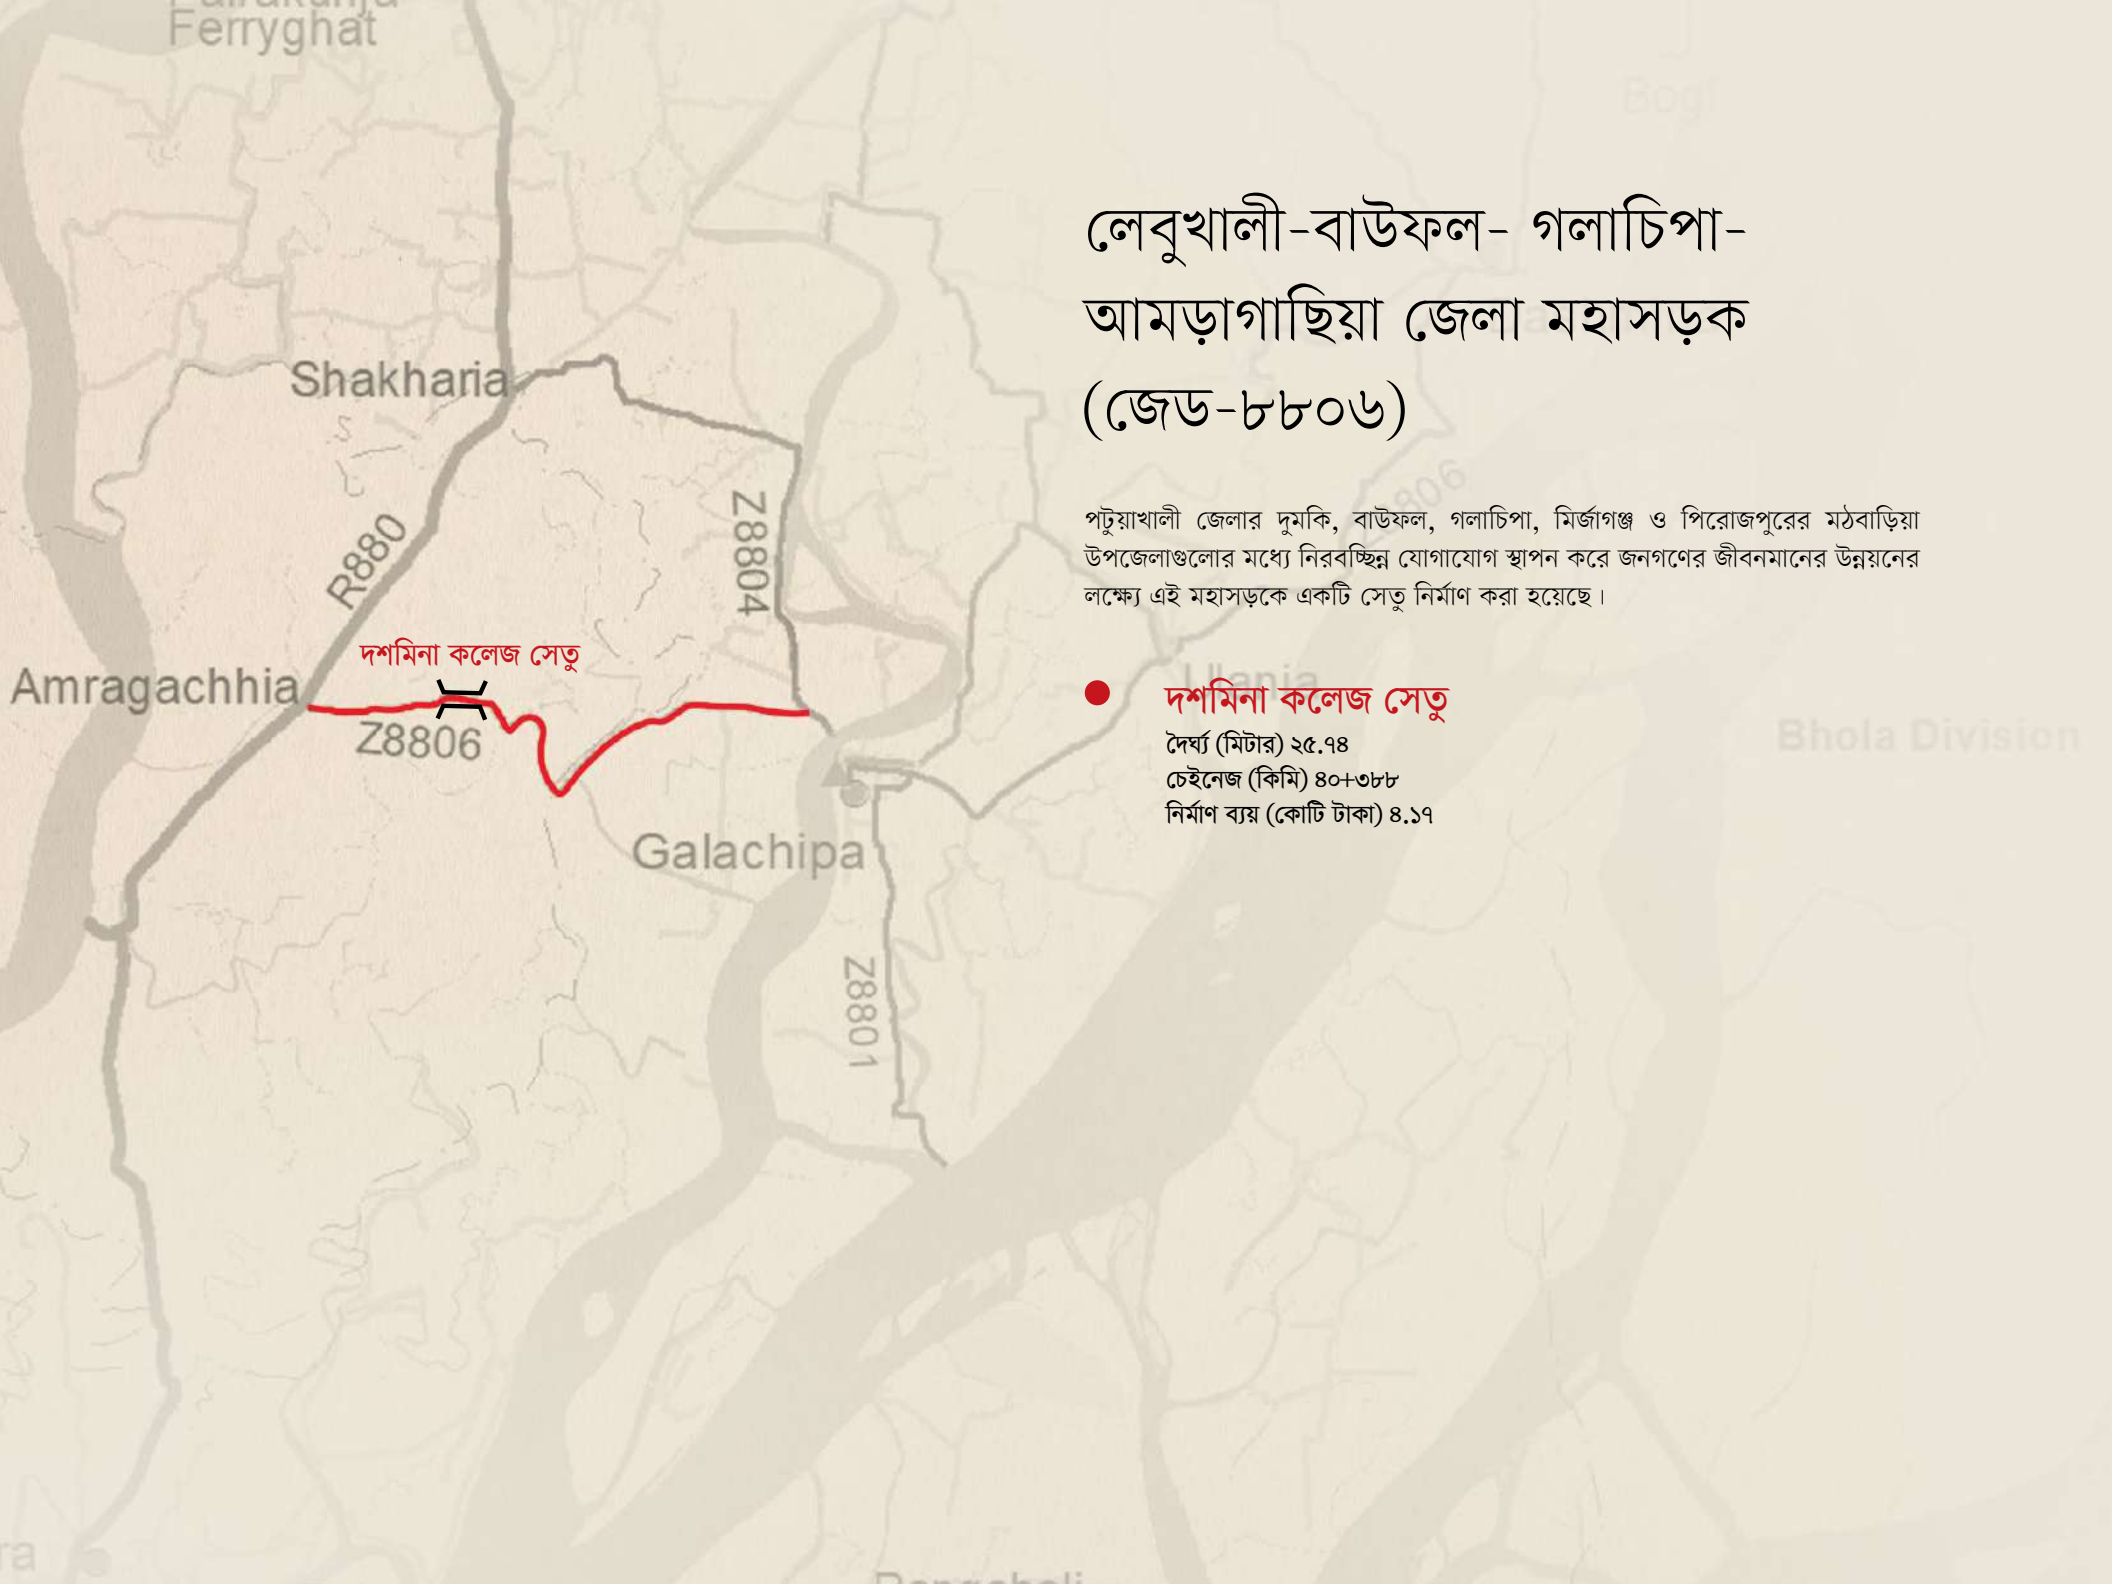 Ferryghat
Bogi
লেবুখালী-বাউফল- গলাচিপা-
আমড়াগাছিয়া জেলা মহাসড়ক
(জেড-৮৮০৬)
Shakharia
R880
Z8804
পটুয়াখালী জেলার দুমকি, বাউফল, গলাচিপা, মির্জাগঞ্জ ও পিরোজপুরের মঠবাড়িয়া
উপজেলাগুলোর মধ্যে নিরবচ্ছিন্ন যোগাযোগ স্থাপন করে জনগণের জীবনমানের উন্নয়নের
লক্ষ্যে এই মহাসড়কে একটি সেতু নির্মাণ করা হয়েছে।
দশমিনা কলেজ সেতু
Amragachhia
Z8806
Ulania
দশমিনা কলেজ সেতু
দৈর্ঘ্য (মিটার) ২৫.৭৪
চেইনেজ (কিমি) ৪০+৩৮৮
নির্মাণ ব্যয় (কোটি টাকা) ৪.১৭
Bhola Division
Galachipa
Z8801